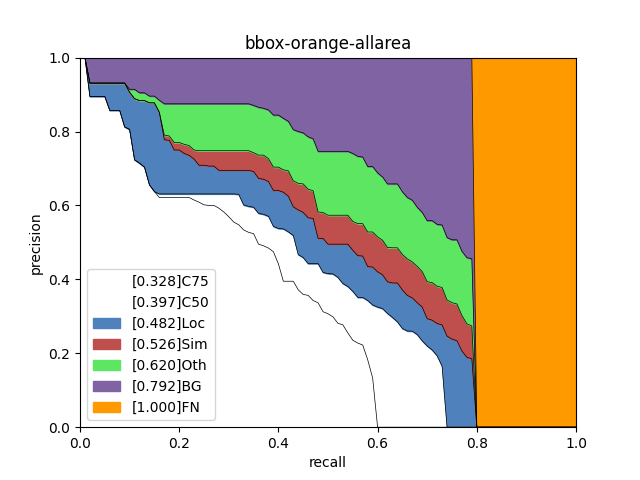 bbox-orange-allarea
precision
1.0
0.8
0.6
0.4
0.2
0.0
[0.328]C75
[0.397]C50
[0.482]Loc
[0.526]Sim
[0.620]Oth
[0.792]BG
[1.000]FN
0.0 0.2 0.4 0.6 0.8 1.0
recall